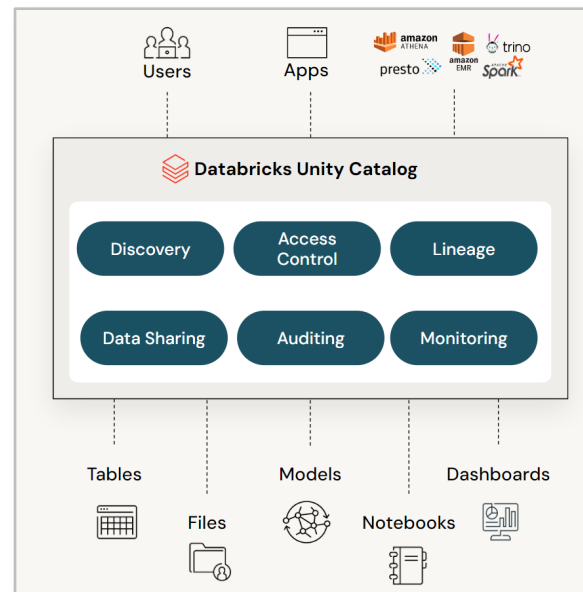 amazon
ATHENA
trino
Users
Apps
presto
amazon
EMR
APACHE
Spark
Databricks Unity Catalog
Discovery
Access
Control
Lineage
Data Sharing
Auditing
Monitoring
Tables
Models
Dashboards
Files
Notebooks